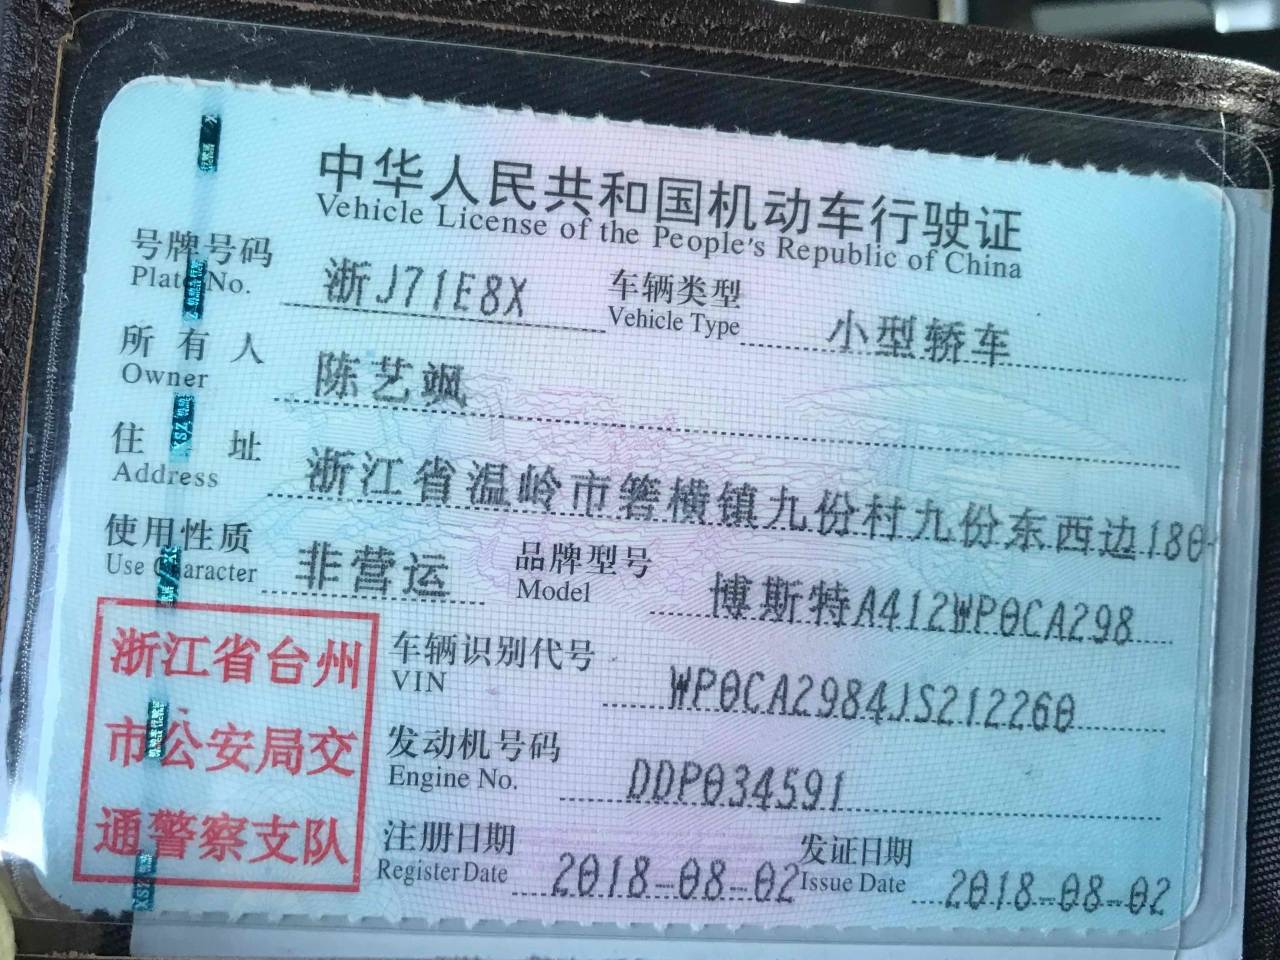 中华人民共和国机动车行驶证
Vehicle License of the People's Republic of China
号牌号码 浙J71E8X 车辆类型 小型轿车
Plate No. Vehicle Type
所有人 陈艺飒
Owner
住址 浙江省温岭市箬横镇九份村九份东西边180
Address
使用性质 非营运 品牌型号 博斯特A412WP0CA298
Use Character Model
浙江省台州
市公安局交
通警察支队
车辆识别代号 WP0CA2984JS212260
VIN
发动机号码 DDP034591
Engine No.
注册日期 2018-08-02 发证日期 2018-08-02
Register Date Issue Date